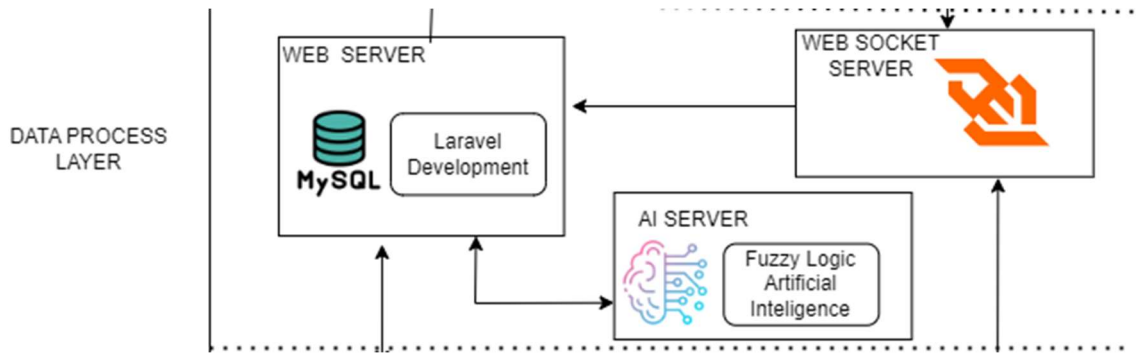 DATA PROCESS
LAYER
WEB SERVER
MySQL
Laravel
Development
WEB SOCKET
SERVER
AI SERVER
Fuzzy Logic
Artificial
Inteligence